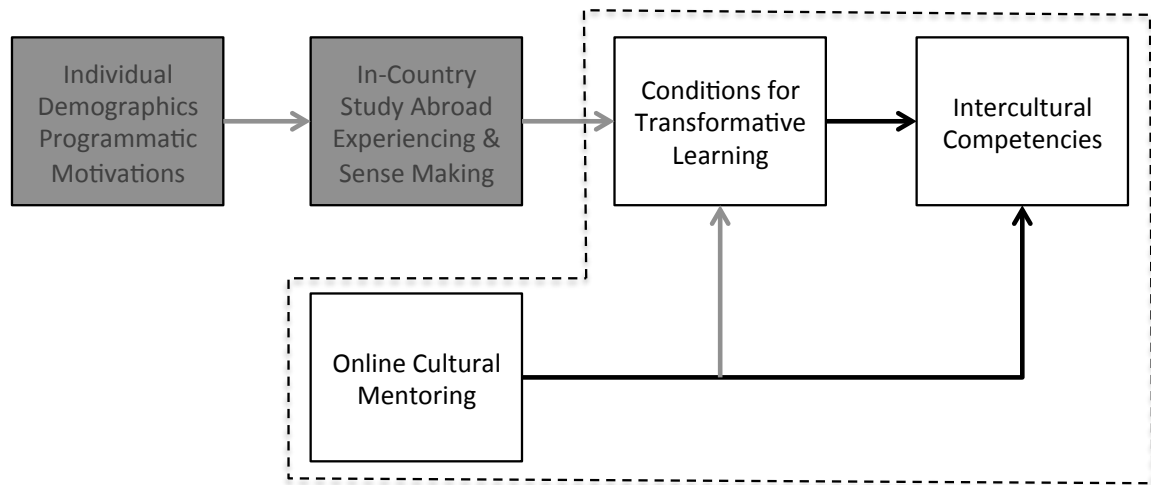 Individual
Demographics
Programmatic
Motivations
In-Country
Study Abroad
Experiencing &
Sense Making
Conditions for
Transformative
Learning
Intercultural
Competencies
Online Cultural
Mentoring